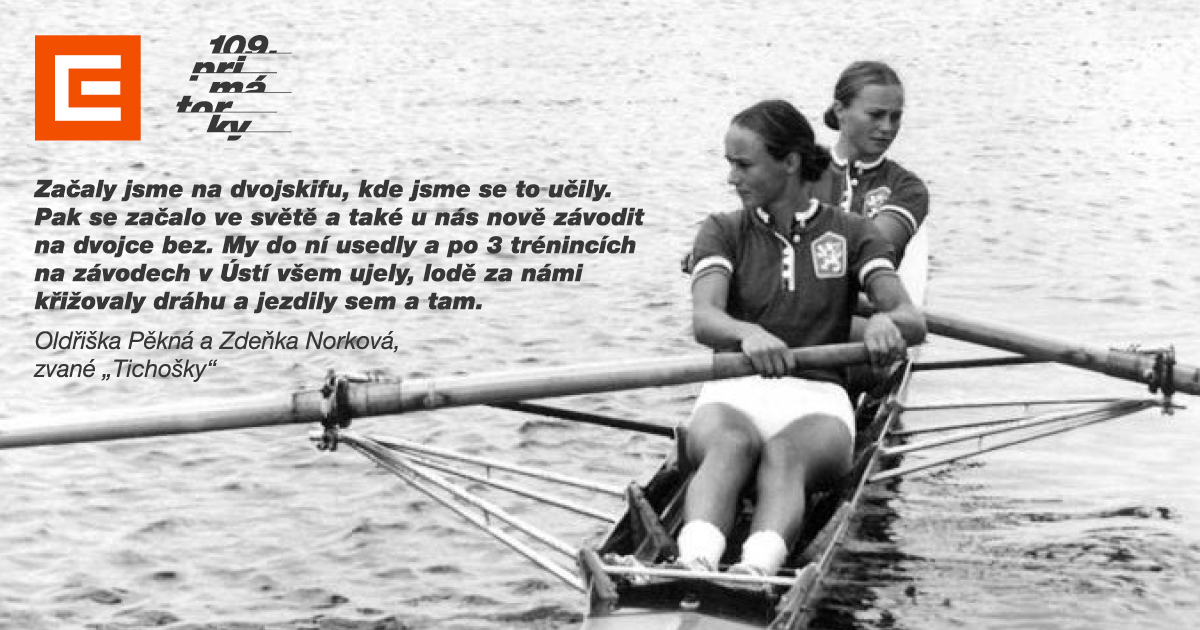 109.
pri
má
tor
ky
Začaly jsme na dvojskifu, kde jsme se to učily.
Pak se začalo ve světě a také u nás nově závodit
na dvojce bez. My do ní usedly a po 3 trénincích
na závodech v Ústí všem ujely, lodě za námi
křižovaly dráhu a jezdily sem a tam.
Oldřiška Pěkná a Zdeňka Norková,
zvané „Tichošky“